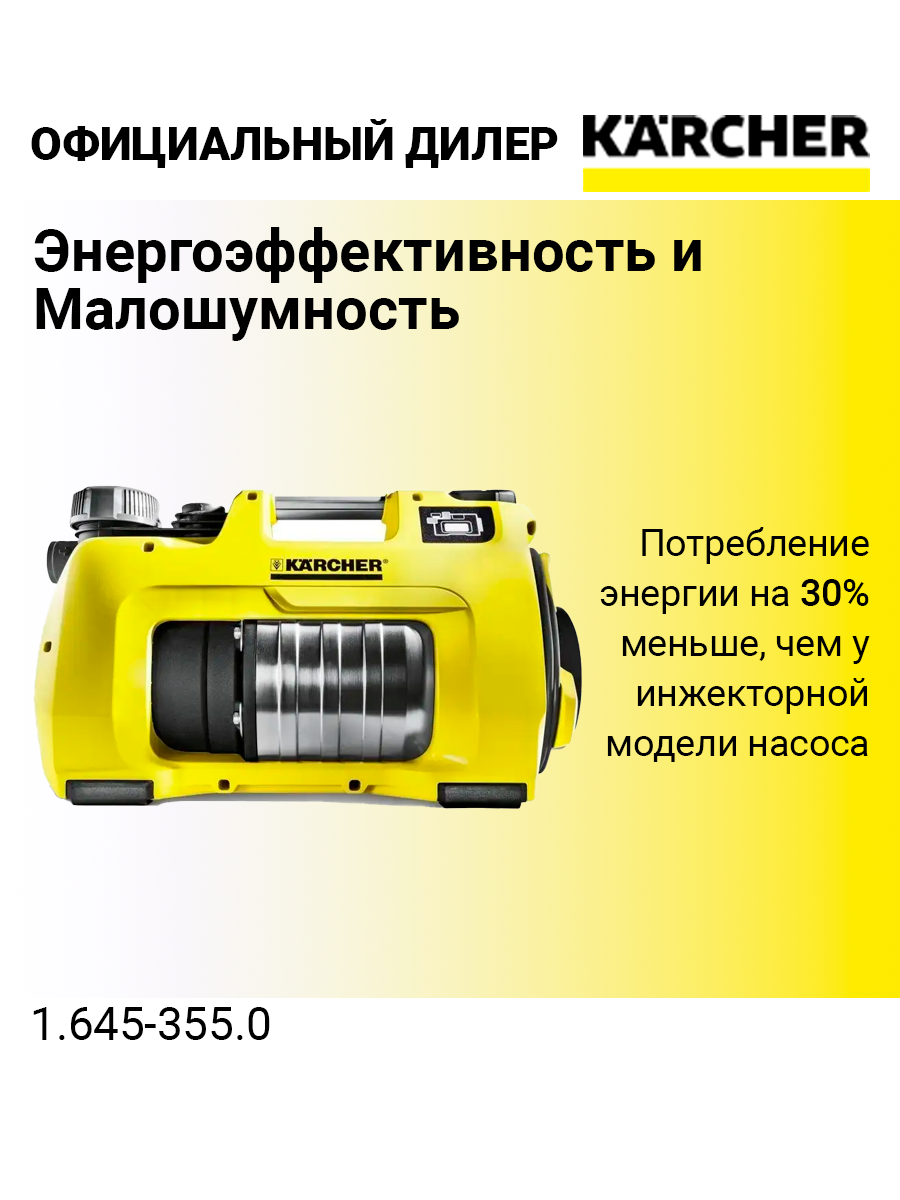 ОФИЦИАЛЬНЫЙ ДИЛЕР KÄRCHER
Энергоэффективность и
Малошумность
KÄRCHER®
Потребление
энергии на 30%
меньше, чем у
инжекторной
модели насоса
1.645-355.0